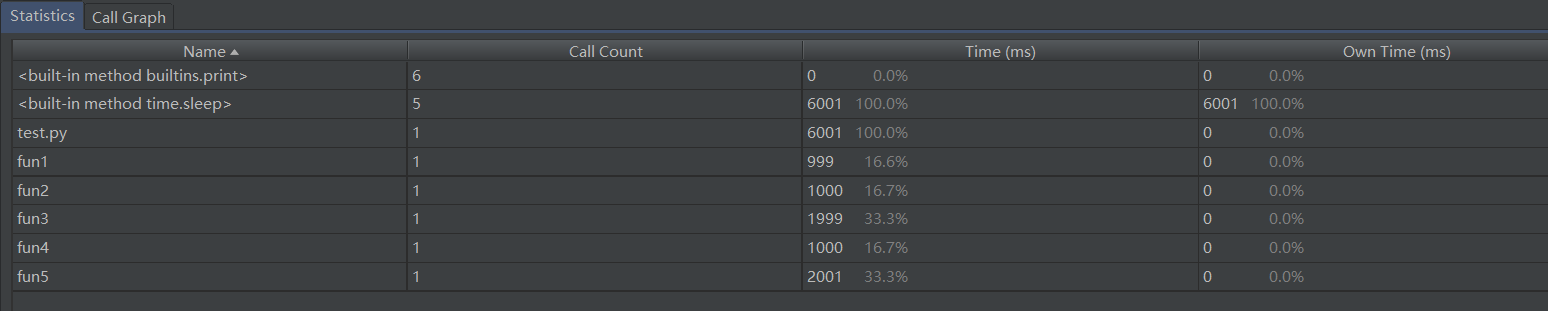 Statistics Call Graph
Name Call Count Time (ms) Own Time (ms)
<built-in method builtins.print> 6 0 0.0% 0 0.0%
<built-in method time.sleep> 5 6001 100.0% 6001 100.0%
test.py 1 6001 100.0% 0 0.0%
fun1 1 999 16.6% 0 0.0%
fun2 1 1000 16.7% 0 0.0%
fun3 1 1999 33.3% 0 0.0%
fun4 1 1000 16.7% 0 0.0%
fun5 1 2001 33.3% 0 0.0%